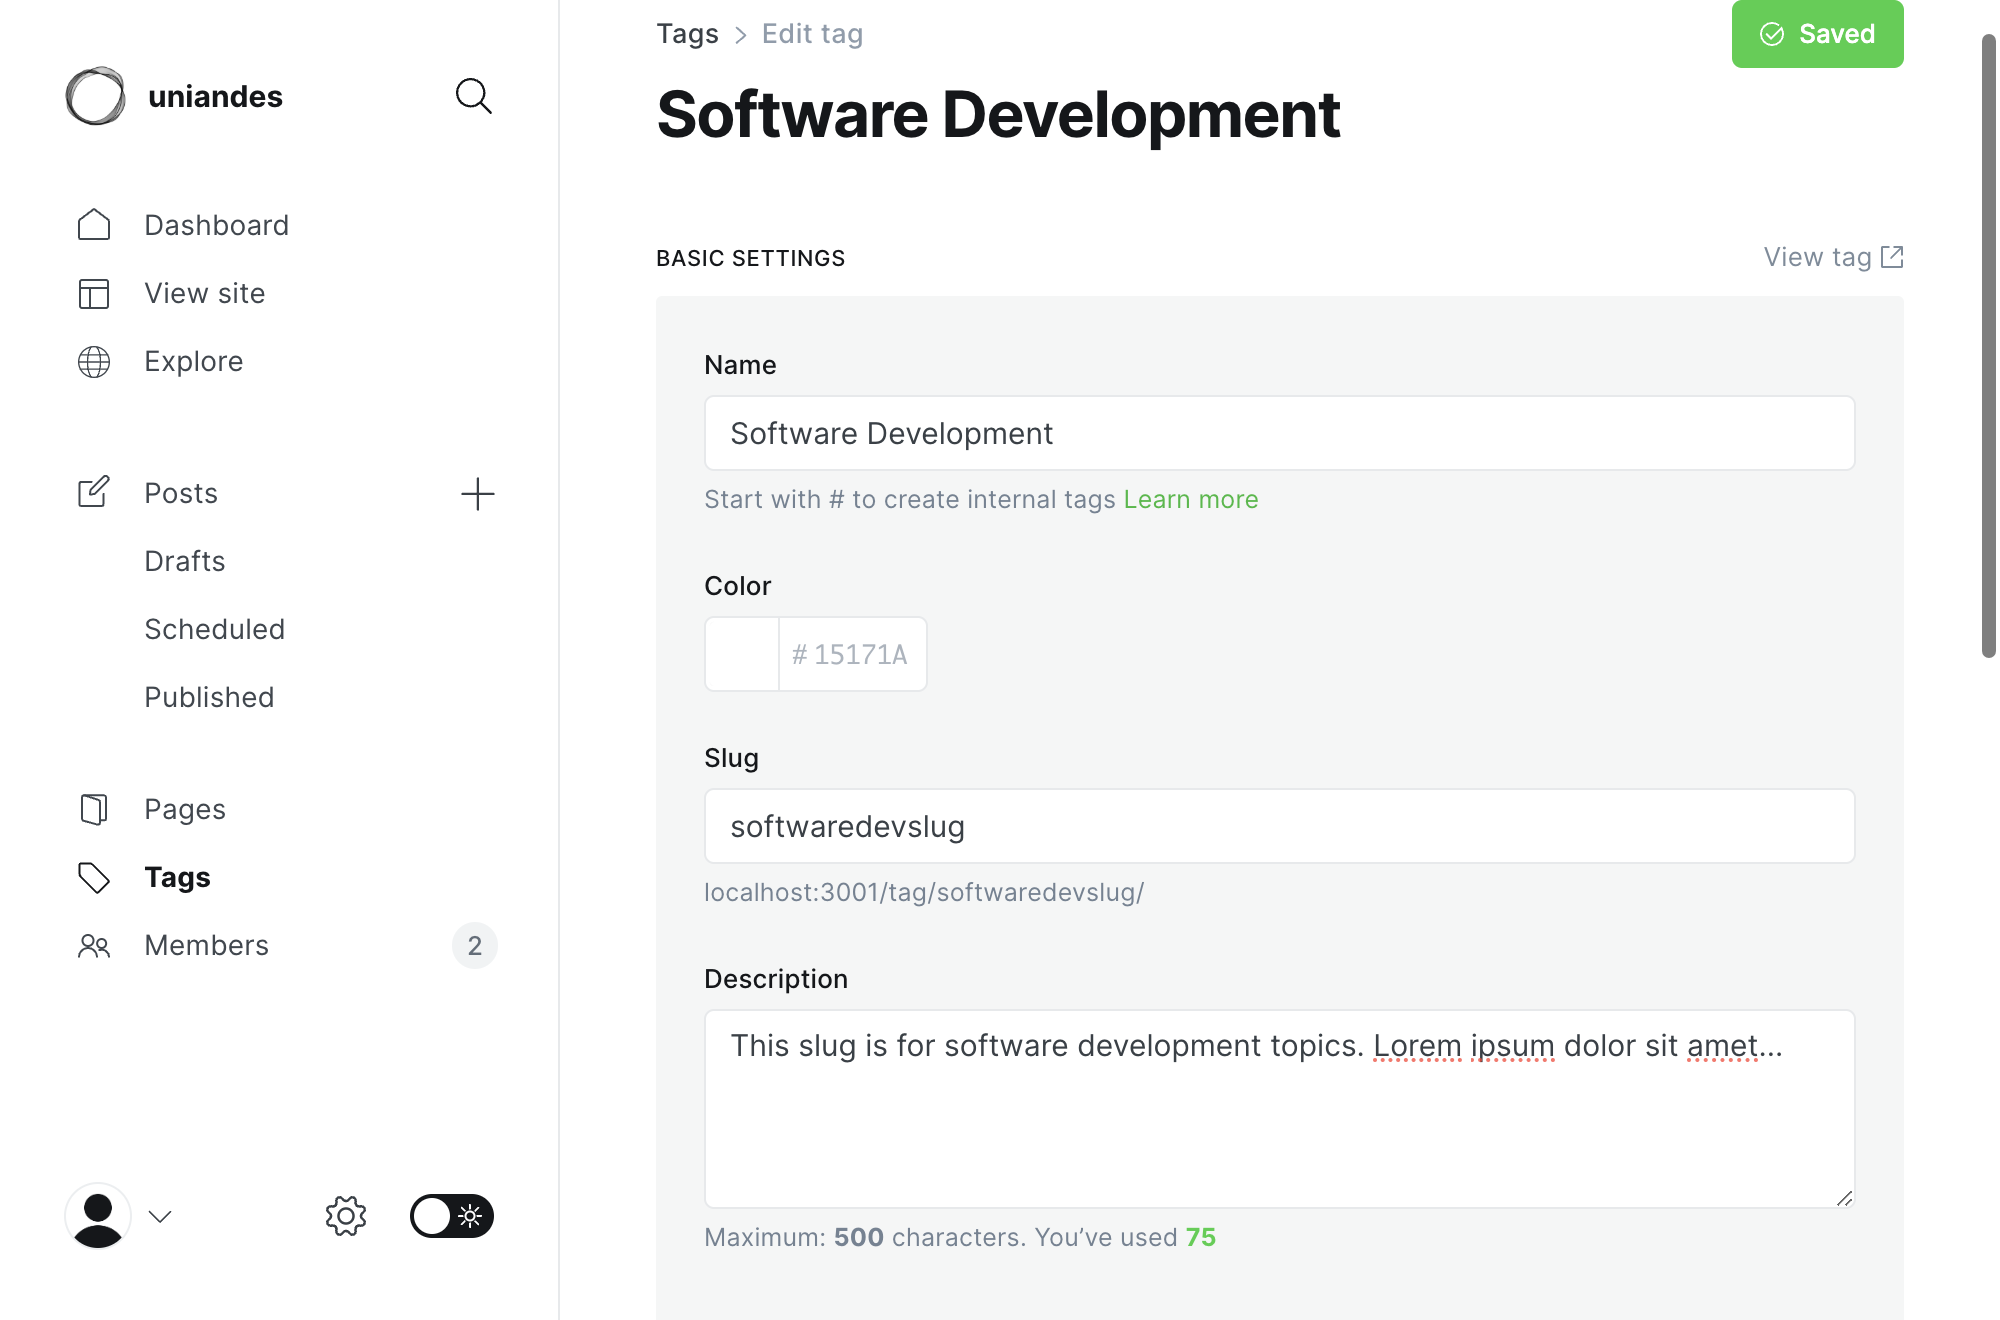 uniandes
Dashboard
View site
Explore
Posts
Drafts
Scheduled
Published
Pages
Tags
Members
2
Tags > Edit tag
Saved
Software Development
BASIC SETTINGS
View tag
Name
Software Development
Start with # to create internal tags Learn more
Color
# 15171A
Slug
softwaredevslug
localhost:3001/tag/softwaredevslug/
Description
This slug is for software development topics. Lorem ipsum dolor sit amet...
Maximum: 500 characters. You’ve used 75